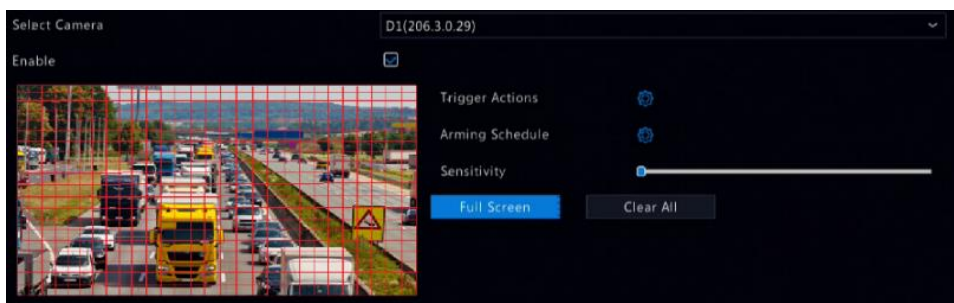 Select Camera
D1(206.3.0.29)
Enable
Trigger Actions
Arming Schedule
Sensitivity
Full Screen
Clear All